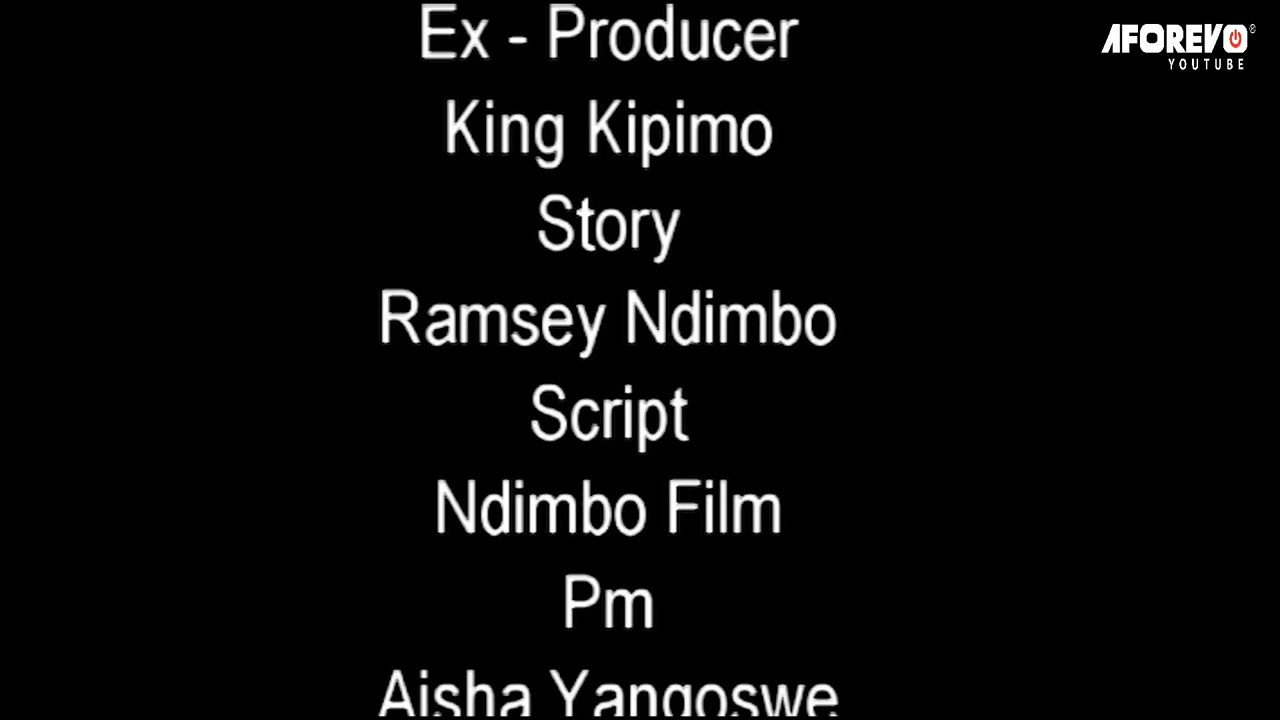 Ex - Producer
King Kipimo
Story
Ramsey Ndimbo
Script
Ndimbo Film
Pm
Aisha Yangoswe
AFOREVO
YOUTUBE